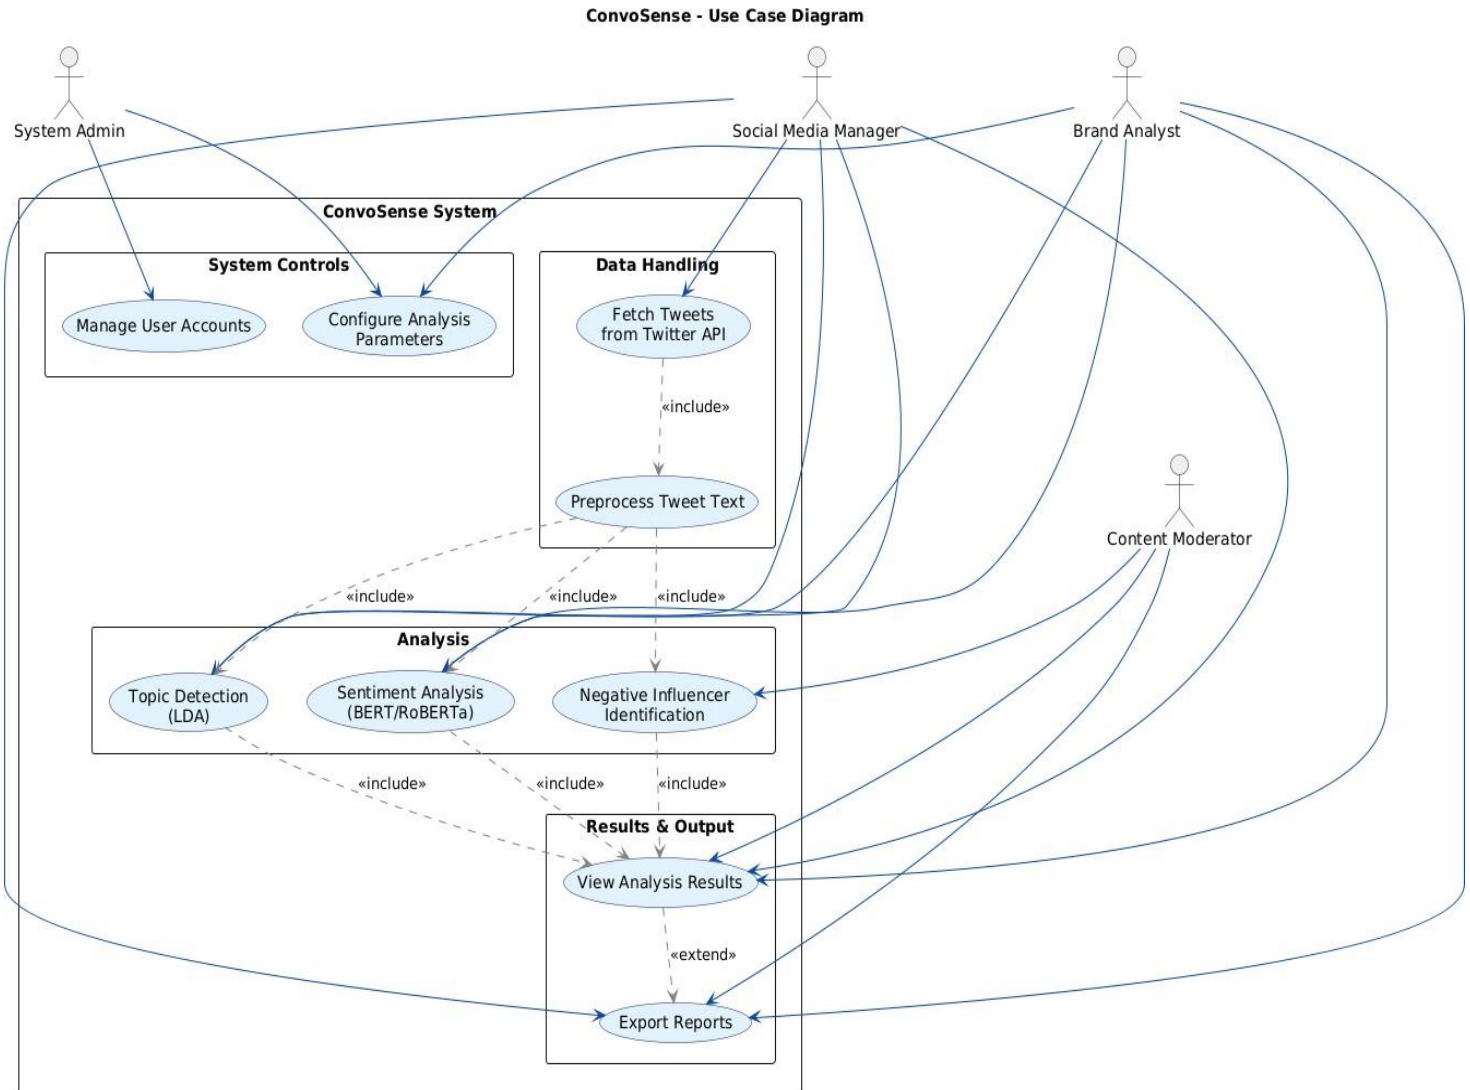 ConvoSense - Use Case Diagram
System Admin
Social Media Manager
Brand Analyst
ConvoSense System
System Controls
Data Handling
Manage User Accounts
Configure Analysis
Parameters
Fetch Tweets
from Twitter API
«include»
Preprocess Tweet Text
Content Moderator
«include»
«include»
«include»
Analysis
Topic Detection
(LDA)
Sentiment Analysis
(BERT/RoBERTa)
Negative Influencer
Identification
«include»
«include»
«include»
Results & Output
View Analysis Results
«extend»
Export Reports